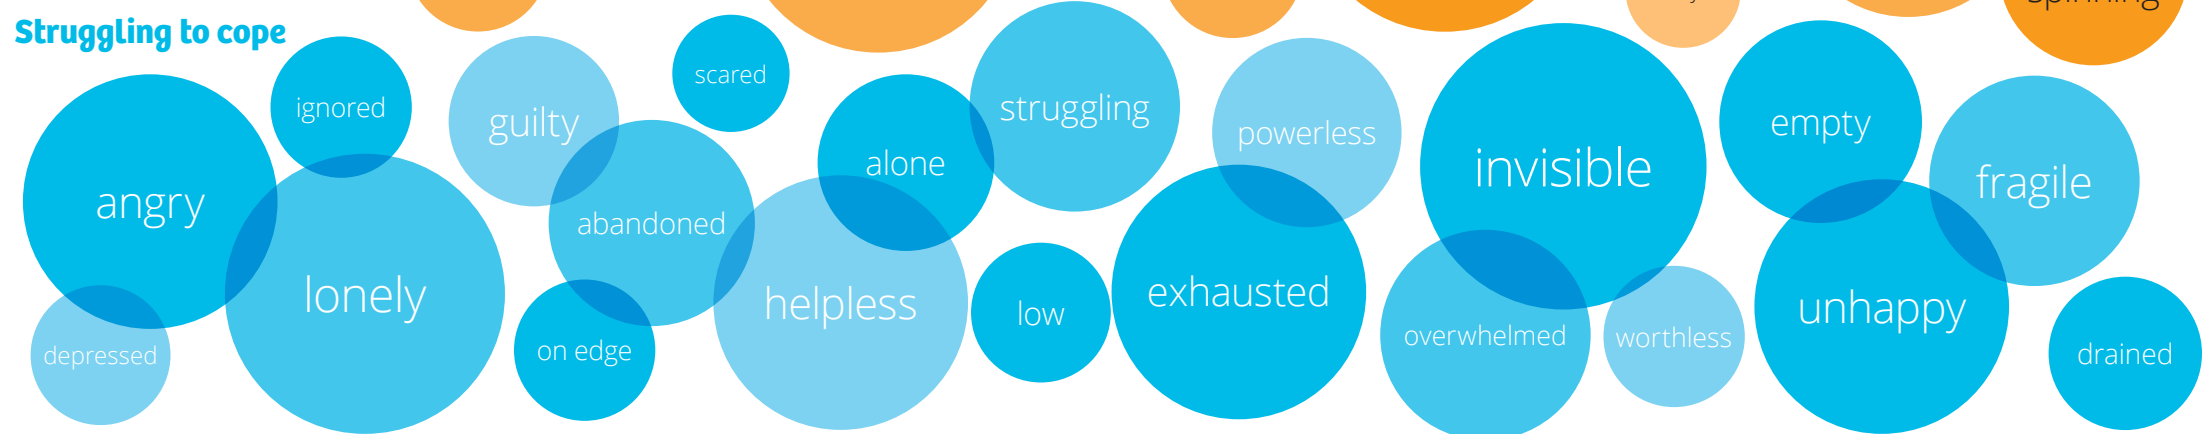 Struggling to cope
ignored
guilty
scared
struggling
powerless
empty
alone
invisible
fragile
angry
abandoned
lonely
helpless
low
exhausted
unhappy
depressed
on edge
overwhelmed
worthless
drained